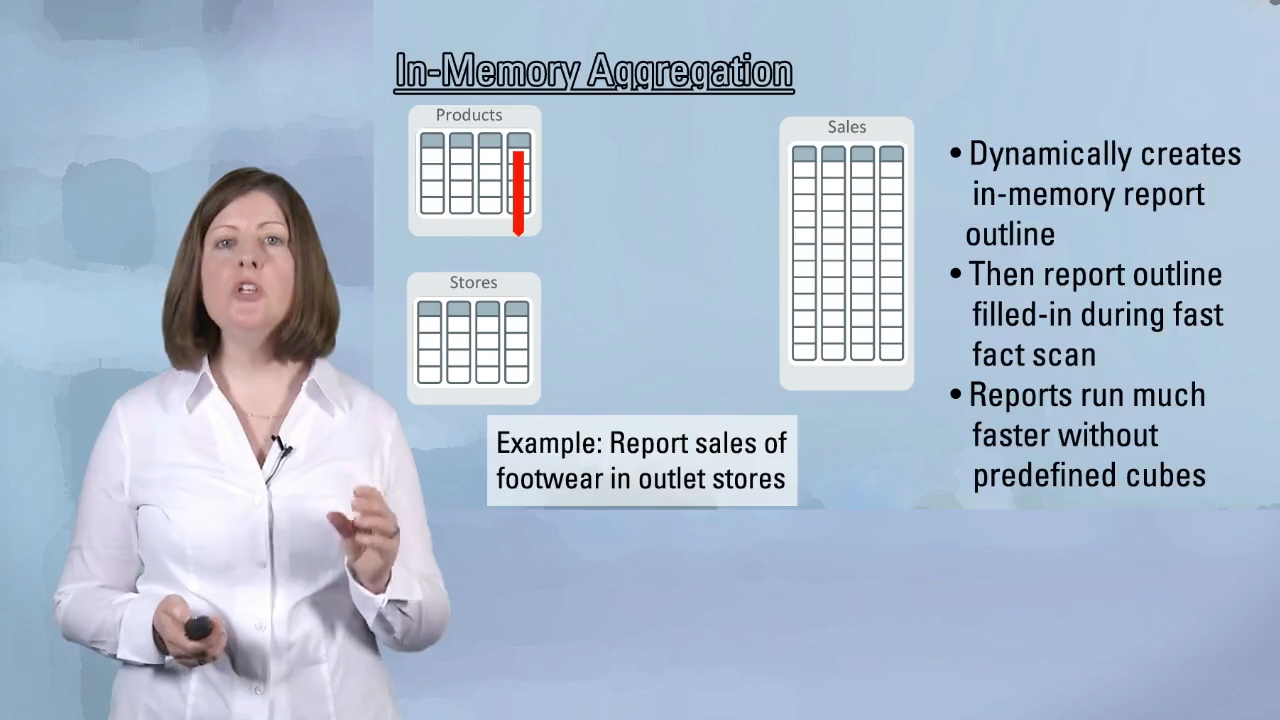 In-Memory Aggregation
Products
Sales
Stores
• Dynamically creates
in-memory report
outline
• Then report outline
filled-in during fast
fact scan
• Reports run much
faster without
predefined cubes
Example: Report sales of
footwear in outlet stores